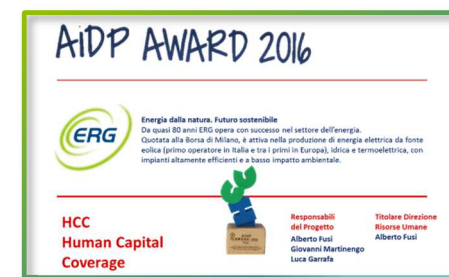 AiDP AWARD 2016
ERG
Energia dalla natura. Futuro sostenibile
Da quasi 80 anni ERG opera con successo nel settore dell'energia.
Quotata alla Borsa di Milano, è attiva nella produzione di energia elettrica da fonte
eolica (primo operatore in Italia e tra i primi in Europa), idrica e termoelettrica, con
impianti altamente efficienti e a basso impatto ambientale.
HCC
Human Capital
Coverage
Responsabili
del Progetto
Alberto Fusi
Giovanni Martinengo
Luca Garrafa
Titolare Direzione
Risorse Umane
Alberto Fusi